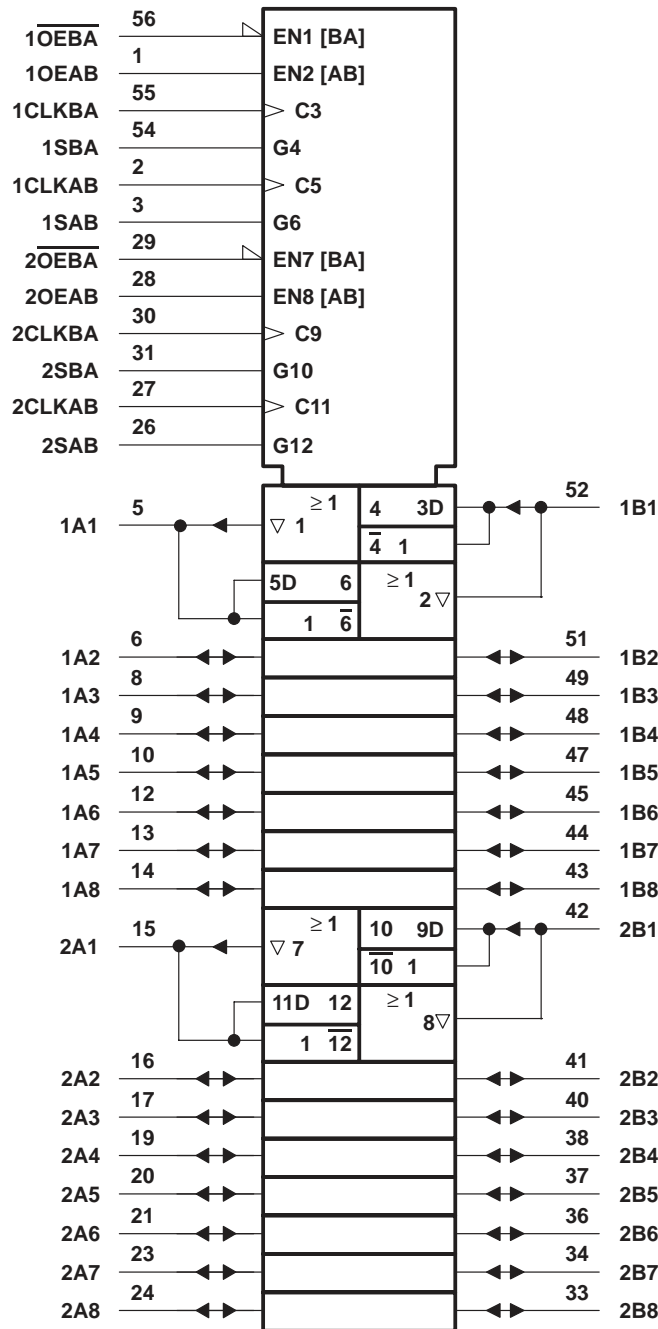 56
1O̅E̅B̅A̅ EN1 [BA]
1
1OEAB EN2 [AB]
55
1CLKBA C3
54
1SBA G4
2
1CLKAB C5
3
1SAB G6
29
2O̅E̅B̅A̅ EN7 [BA]
28
2OEAB EN8 [AB]
30
2CLKBA C9
31
2SBA G10
27
2CLKAB C11
26
2SAB G12
5 ≥ 1 4 3D 52
1A1 ▽ 1 1B1
4̅ 1
5D 6 ≥ 1
2 ▽
1 6̅
6 51
1A2 1B2
8 49
1A3 1B3
9 48
1A4 1B4
10 47
1A5 1B5
12 45
1A6 1B6
13 44
1A7 1B7
14 43
1A8 1B8
15 ≥ 1 10 9D 42
2A1 ▽ 7 2B1
1̅0̅ 1
11D 12 ≥ 1
8▽
1 1̅2̅
16 41
2A2 2B2
17 40
2A3 2B3
19 38
2A4 2B4
20 37
2A5 2B5
21 36
2A6 2B6
23 34
2A7 2B7
24 33
2A8 2B8